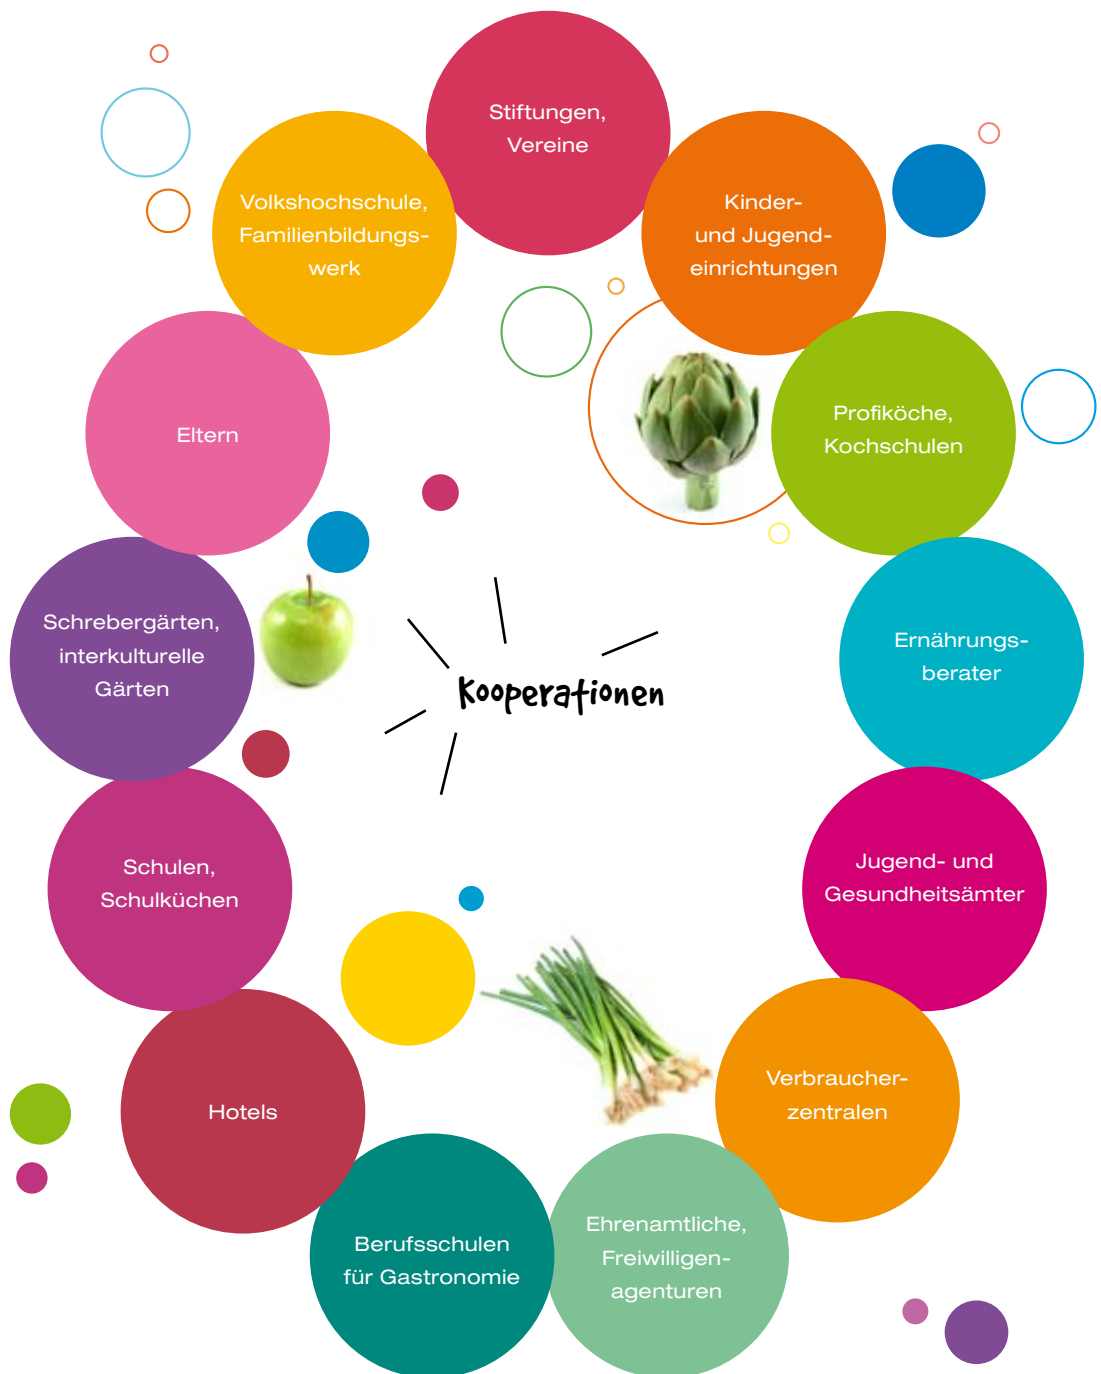 Stiftungen,
Vereine
Kinder-
und Jugend-
einrichtungen
Profiköche,
Kochschulen
Ernährungs-
berater
Jugend- und
Gesundheitsämter
Verbraucher-
zentralen
Ehrenamtliche,
Freiwilligen-
agenturen
Berufsschulen
für Gastronomie
Hotels
Schulen,
Schulküchen
Schrebergärten,
interkulturelle
Gärten
Eltern
Volkshochschule,
Familienbildungs-
werk
Kooperationen